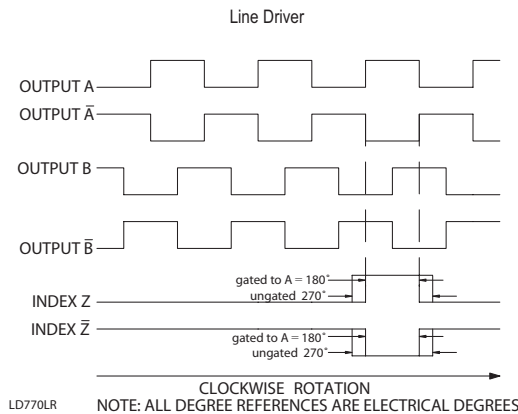 Line Driver
OUTPUT A
OUTPUT A̅
OUTPUT B
OUTPUT B̅
gated to A = 180°
ungated 270°
INDEX Z
INDEX Z̅
gated to A = 180°
ungated 270°
CLOCKWISE ROTATION
LD770LR NOTE: ALL DEGREE REFERENCES ARE ELECTRICAL DEGREES